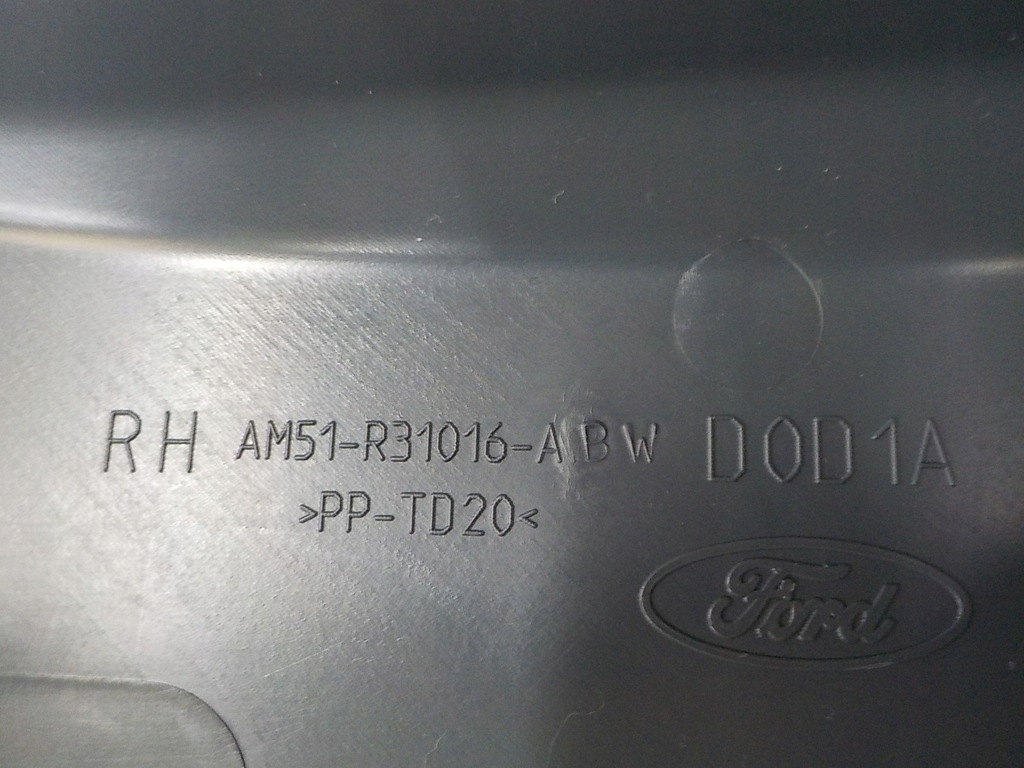 RH AM51-R31016-ABW D0D1A
>PP-TD20<
Ford